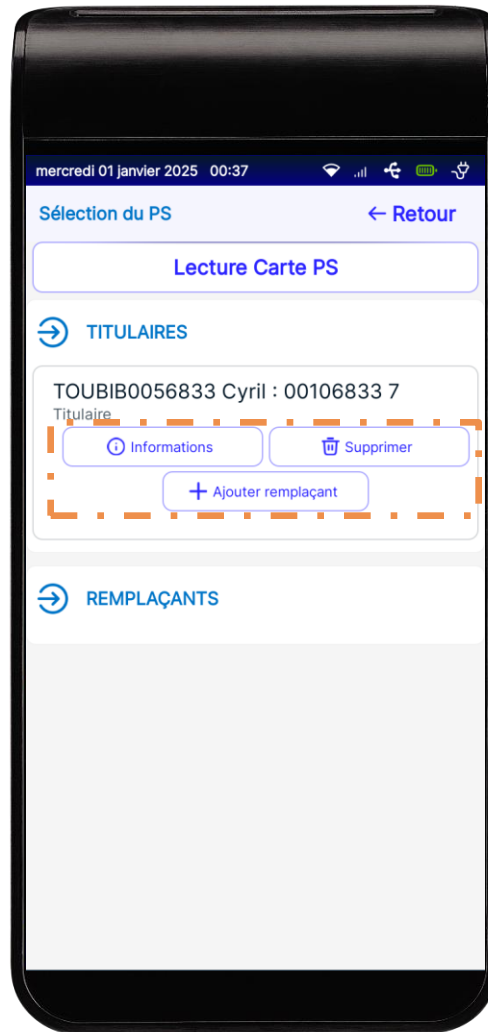 mercredi 01 janvier 2025 00:37
Sélection du PS ← Retour
Lecture Carte PS
TITULAIRES
TOUBIB0056833 Cyril : 00106833 7
Titulaire
Informations Supprimer
+ Ajouter remplaçant
REMPLAÇANTS